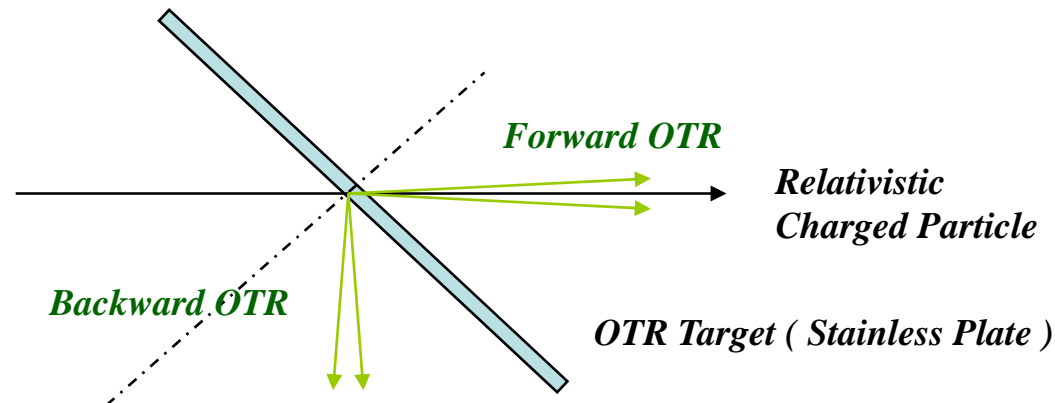 Forward OTR
Relativistic
Charged Particle
Backward OTR
OTR Target ( Stainless Plate )